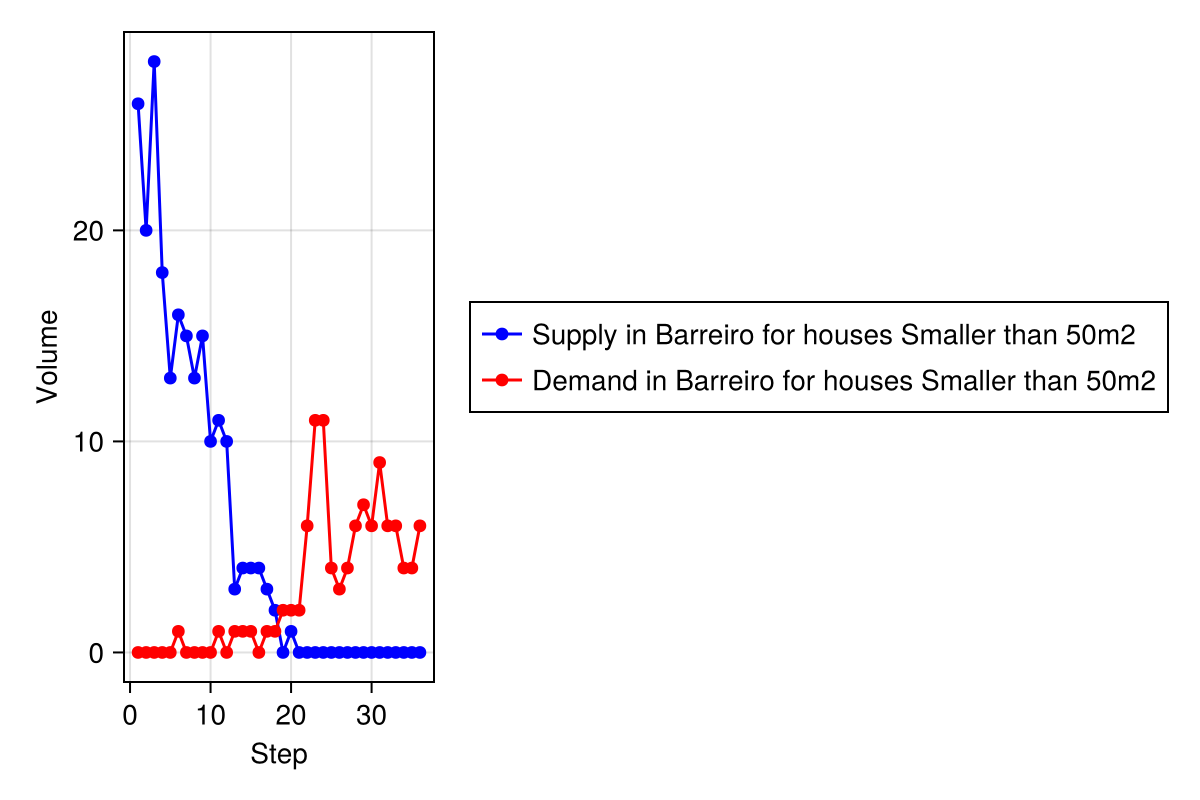 Volume
20
10
0
0 10 20 30
Step
Supply in Barreiro for houses Smaller than 50m2
Demand in Barreiro for houses Smaller than 50m2